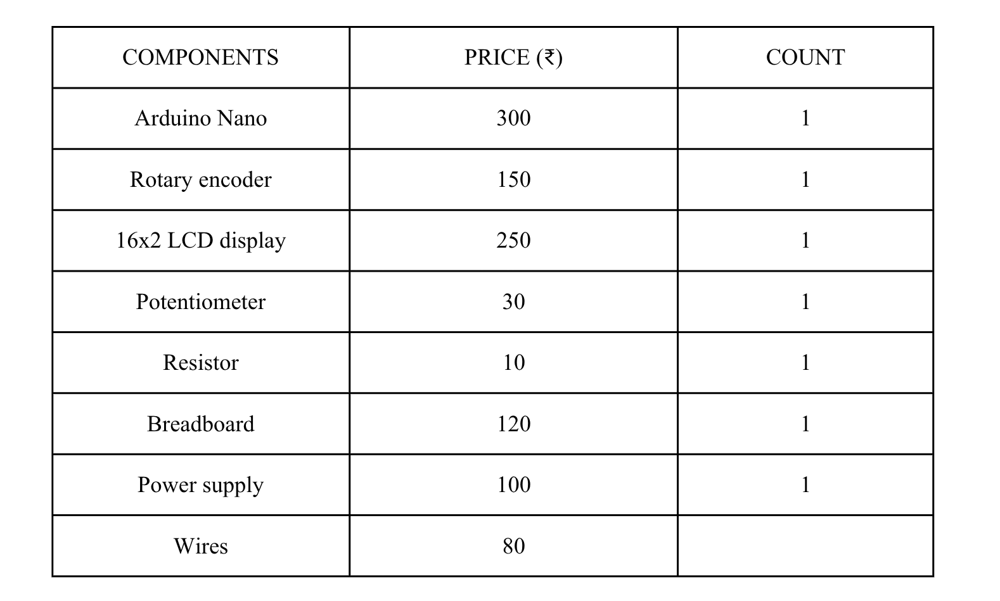 COMPONENTS PRICE (₹) COUNT
Arduino Nano 300 1
Rotary encoder 150 1
16x2 LCD display 250 1
Potentiometer 30 1
Resistor 10 1
Breadboard 120 1
Power supply 100 1
Wires 80